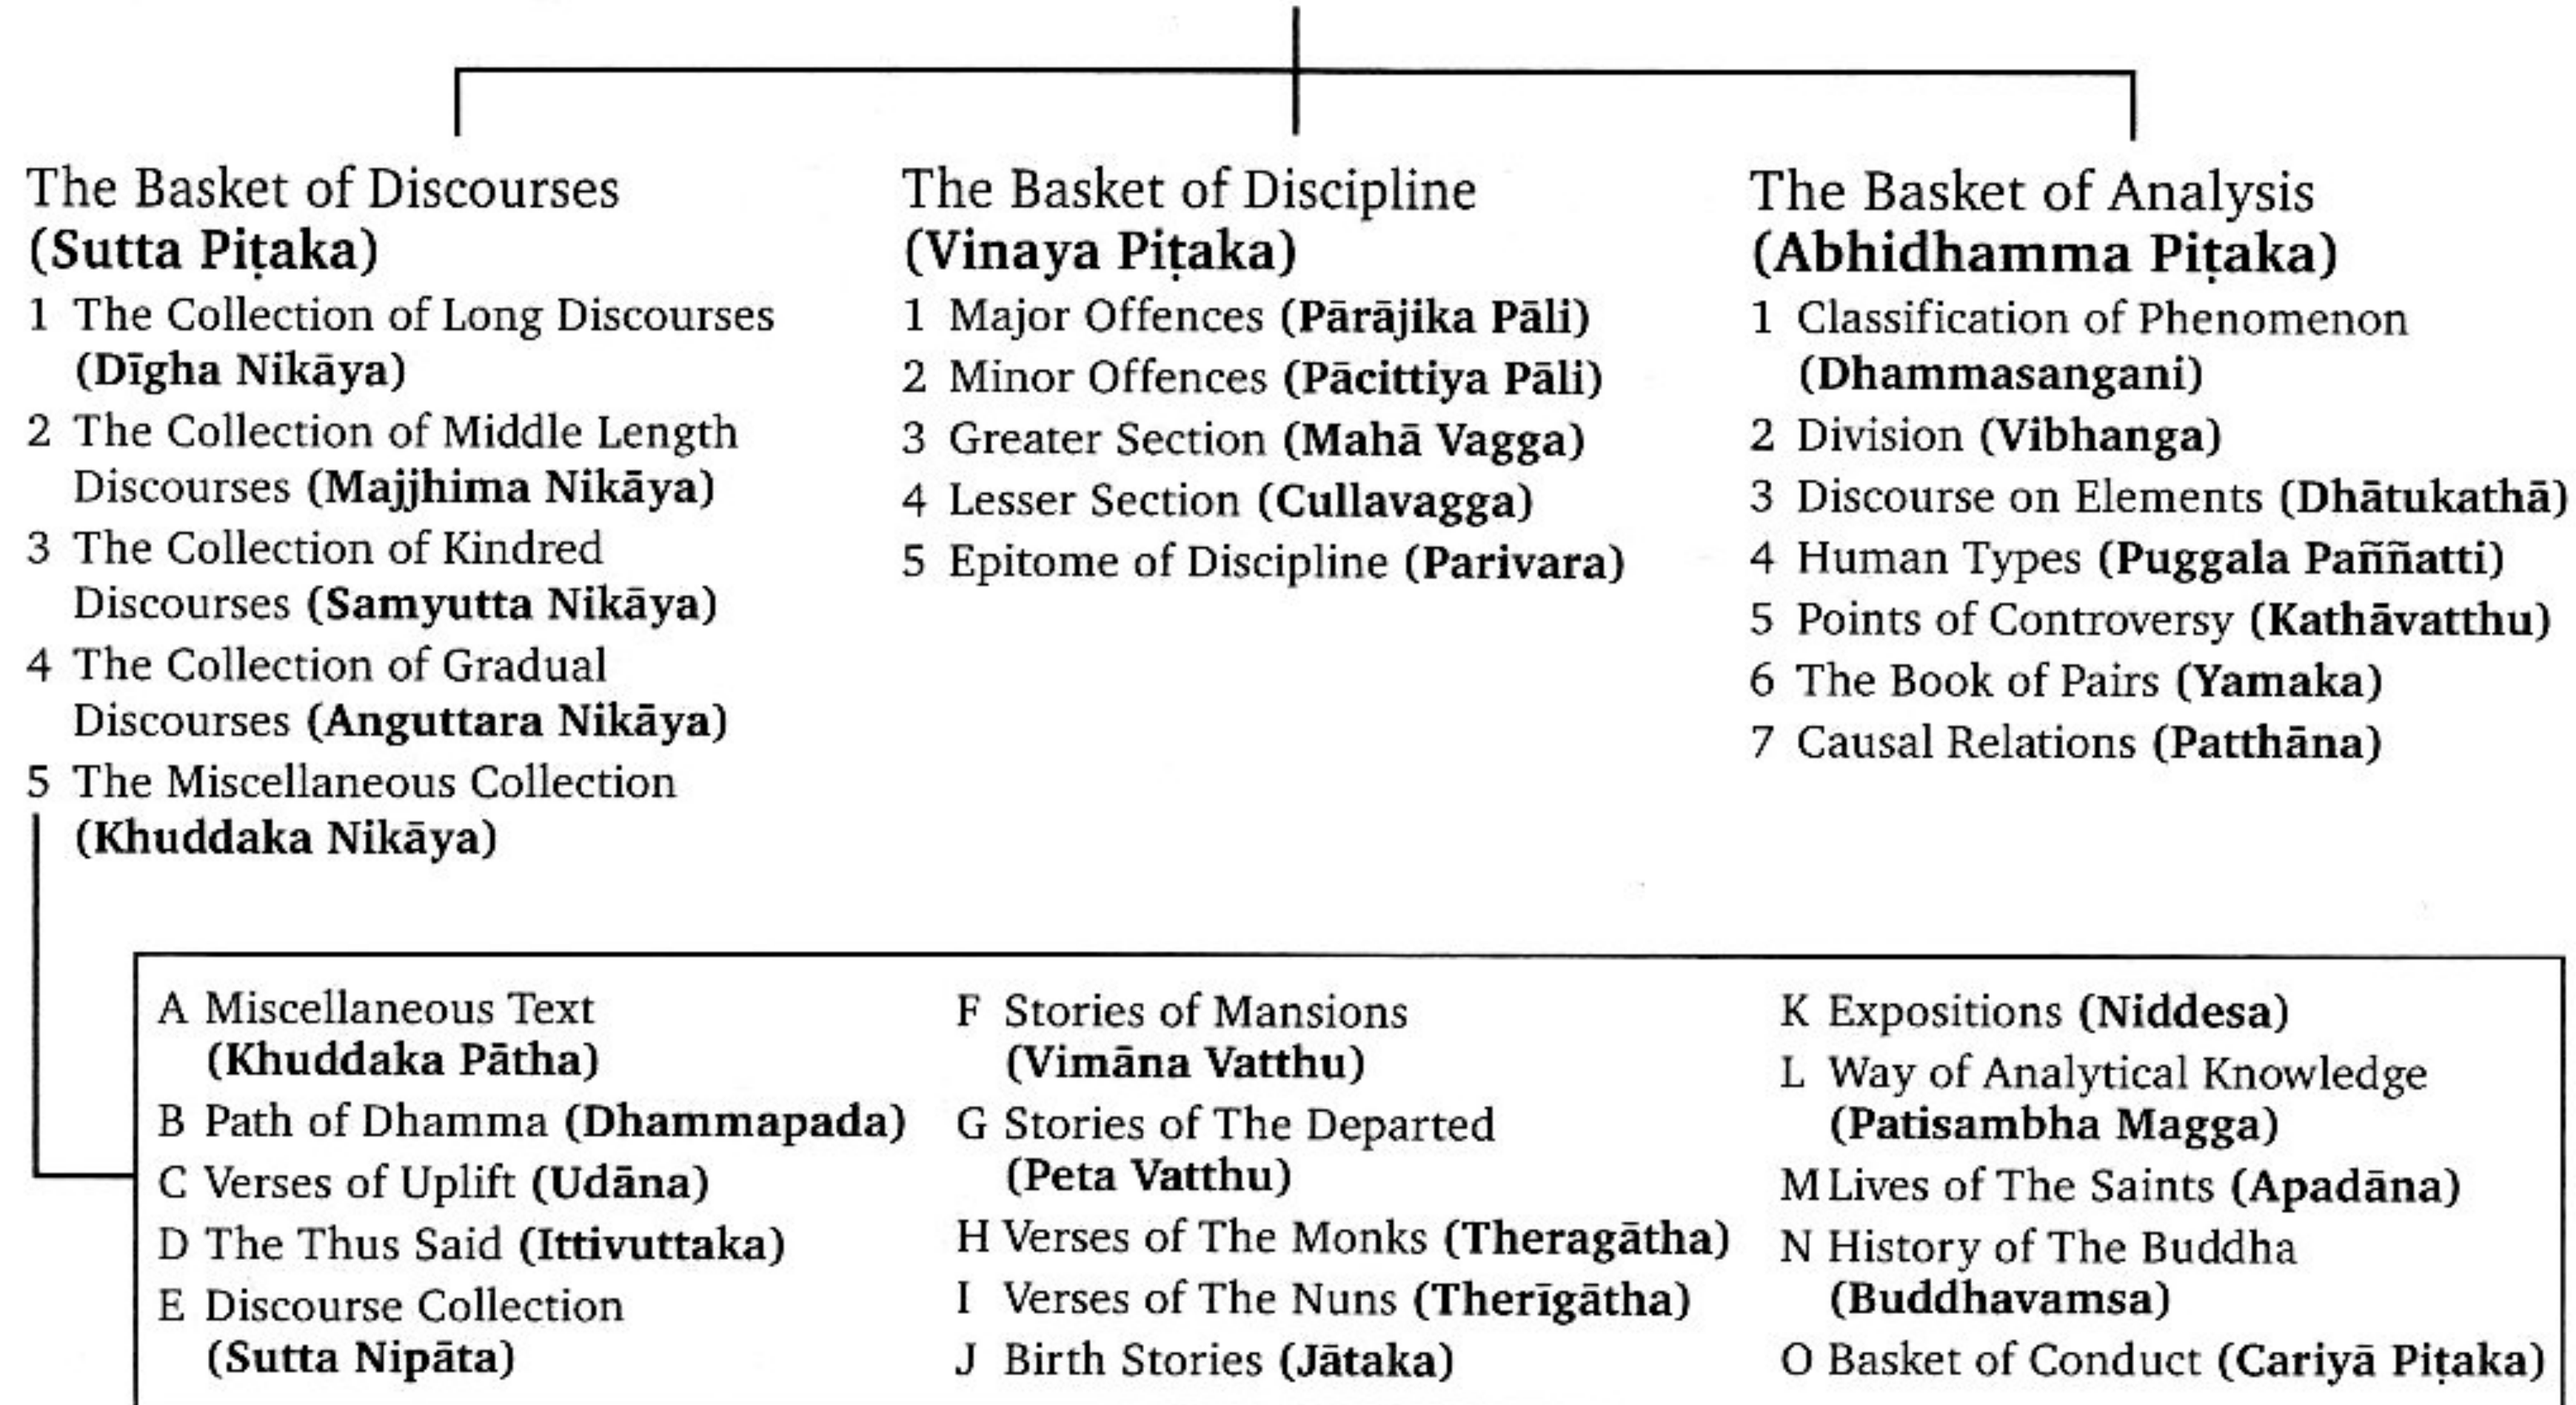 The Basket of Discourses
(Sutta Piṭaka)
1 The Collection of Long Discourses
(Dīgha Nikāya)
2 The Collection of Middle Length
Discourses (Majjhima Nikāya)
3 The Collection of Kindred
Discourses (Samyutta Nikāya)
4 The Collection of Gradual
Discourses (Anguttara Nikāya)
5 The Miscellaneous Collection
(Khuddaka Nikāya)
The Basket of Discipline
(Vinaya Piṭaka)
1 Major Offences (Pārājika Pāli)
2 Minor Offences (Pācittiya Pāli)
3 Greater Section (Mahā Vagga)
4 Lesser Section (Cullavagga)
5 Epitome of Discipline (Parivara)
The Basket of Analysis
(Abhidhamma Piṭaka)
1 Classification of Phenomenon
(Dhammasangani)
2 Division (Vibhanga)
3 Discourse on Elements (Dhātukathā)
4 Human Types (Puggala Paññatti)
5 Points of Controversy (Kathāvatthu)
6 The Book of Pairs (Yamaka)
7 Causal Relations (Patthāna)
A Miscellaneous Text
(Khuddaka Pātha)
B Path of Dhamma (Dhammapada)
C Verses of Uplift (Udāna)
D The Thus Said (Ittivuttaka)
E Discourse Collection
(Sutta Nipāta)
F Stories of Mansions
(Vimāna Vatthu)
G Stories of The Departed
(Peta Vatthu)
H Verses of The Monks (Theragātha)
I Verses of The Nuns (Therīgātha)
J Birth Stories (Jātaka)
K Expositions (Niddesa)
L Way of Analytical Knowledge
(Patisambha Magga)
M Lives of The Saints (Apadāna)
N History of The Buddha
(Buddhavamsa)
O Basket of Conduct (Cariyā Piṭaka)